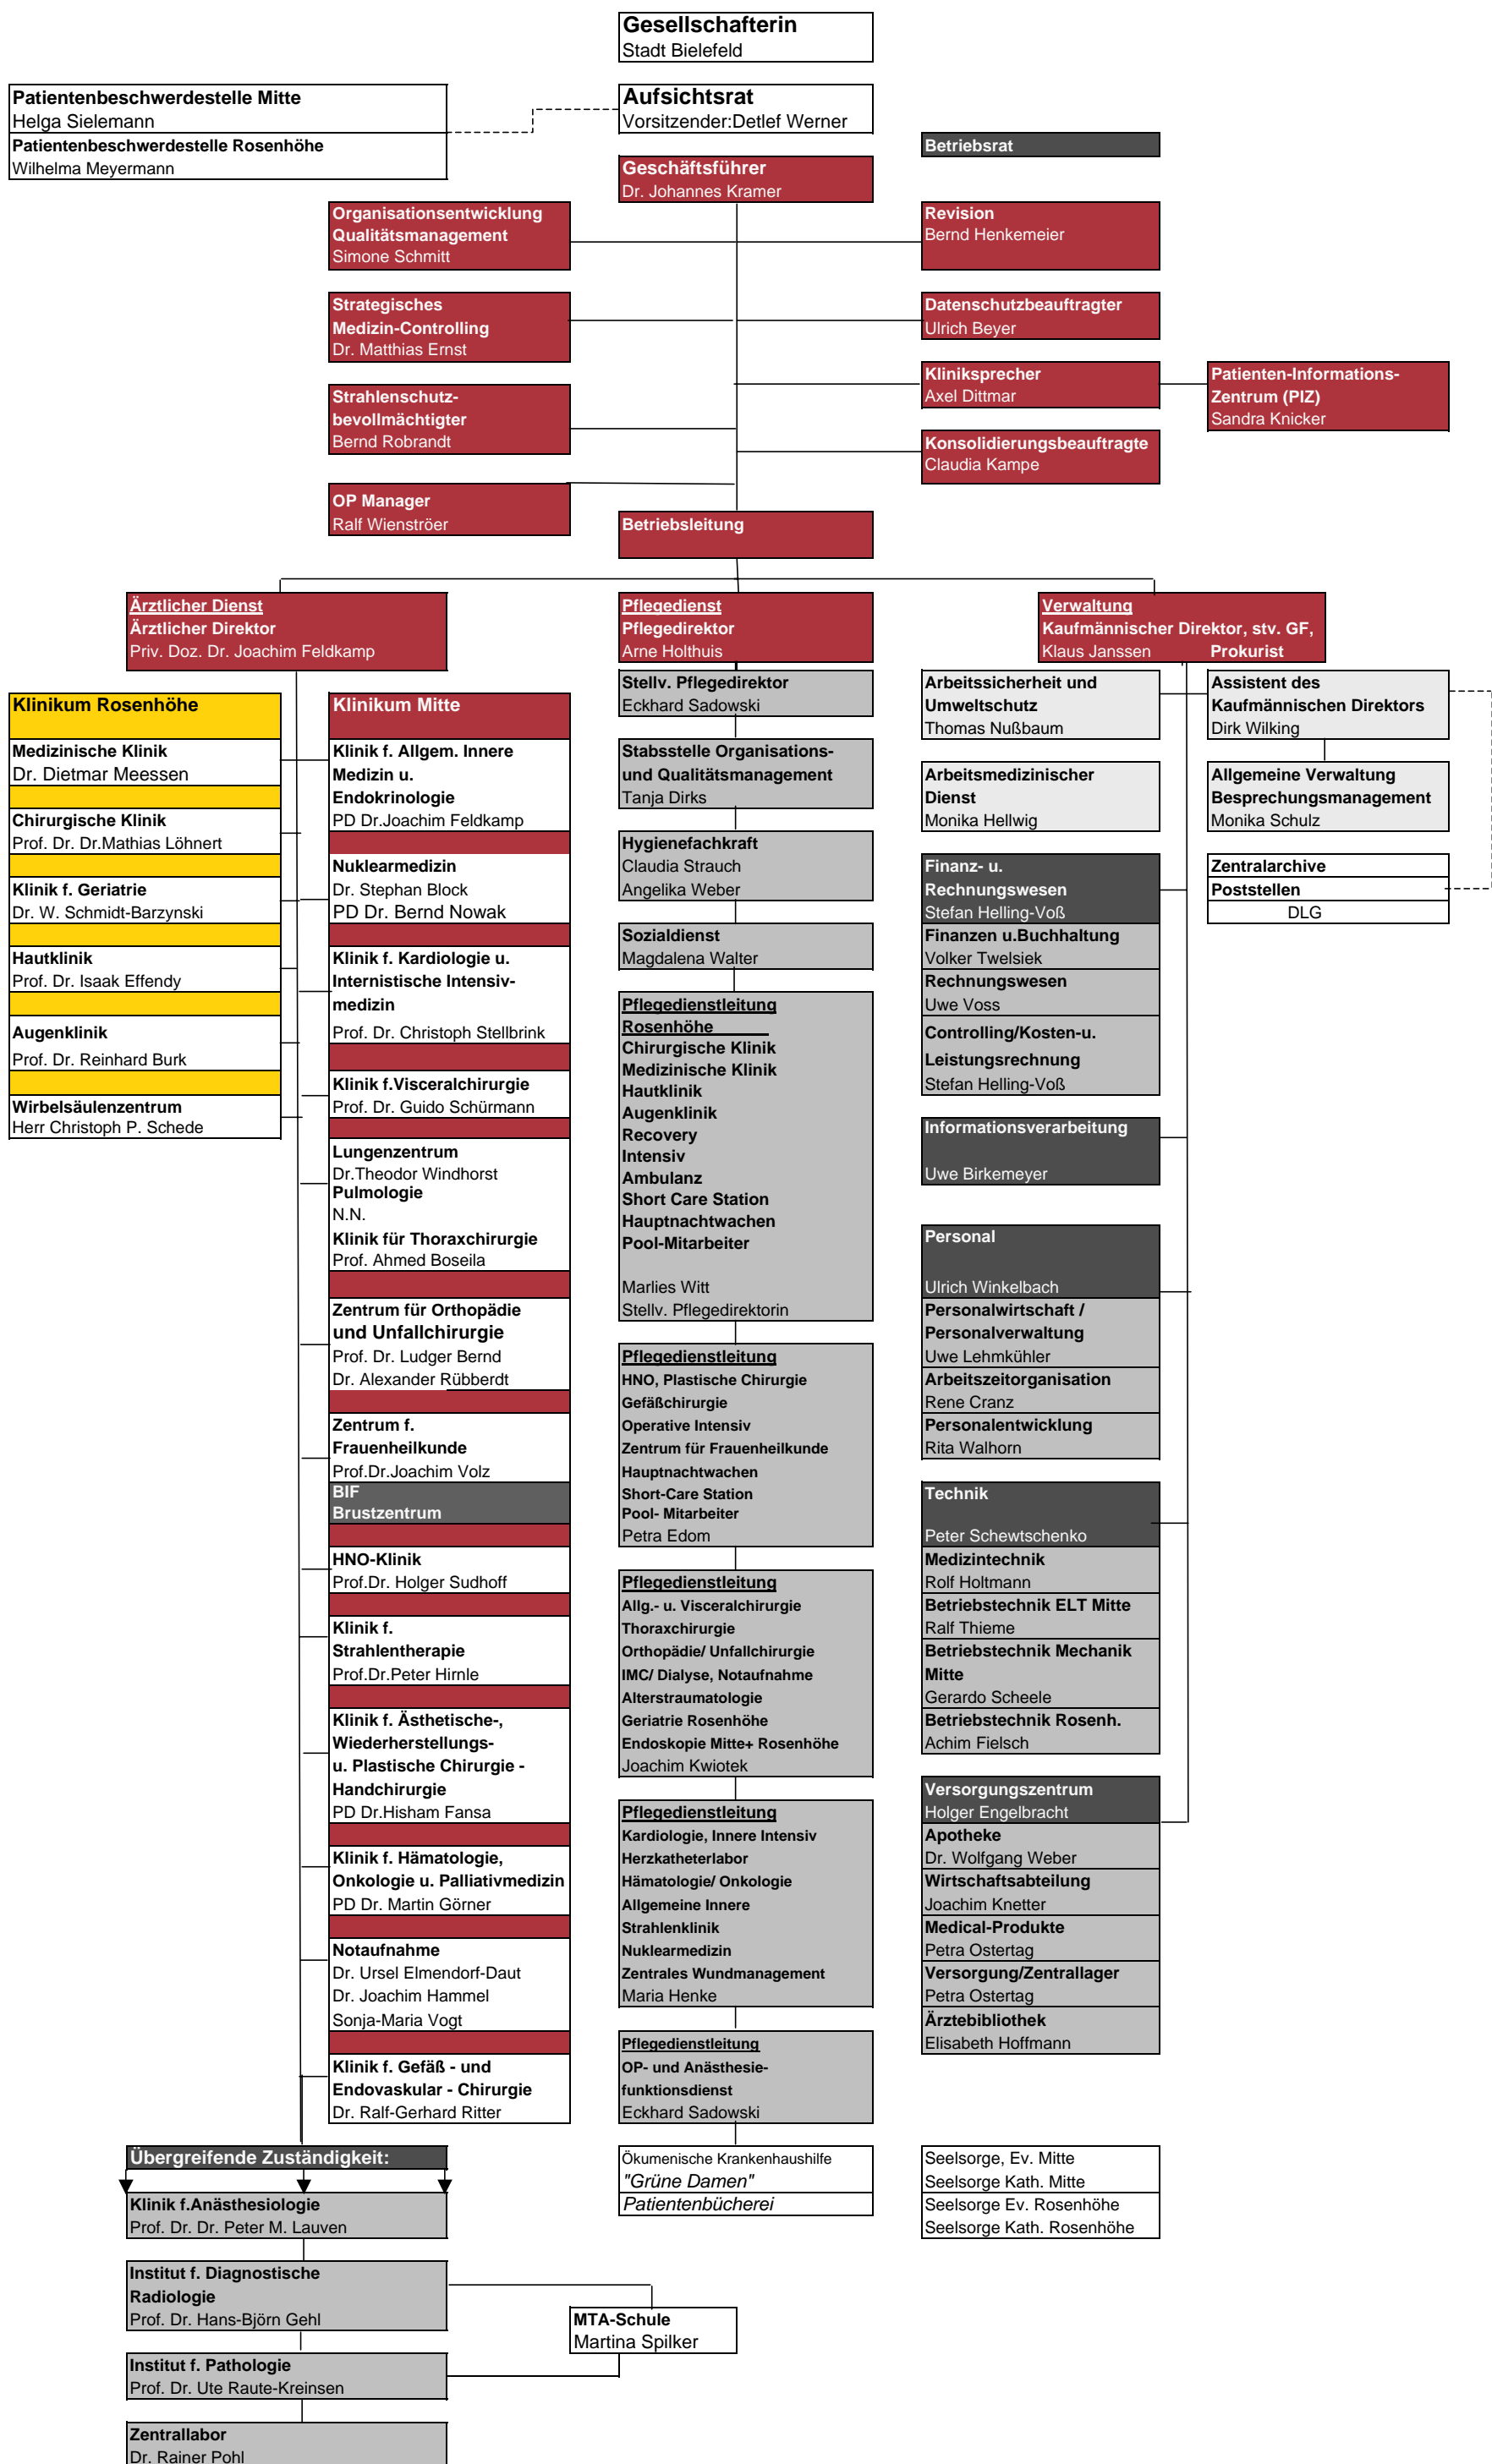 Gesellschafterin
Stadt Bielefeld
Patientenbeschwerdestelle Mitte
Helga Sielemann
Patientenbeschwerdestelle Rosenhöhe
Wilhelma Meyermann
Aufsichtsrat
Vorsitzender:Detlef Werner
Betriebsrat
Geschäftsführer
Dr. Johannes Kramer
Organisationsentwicklung
Qualitätsmanagement
Simone Schmitt
Revision
Bernd Henkemeier
Strategisches
Medizin-Controlling
Dr. Matthias Ernst
Datenschutzbeauftragter
Ulrich Beyer
Kliniksprecher
Axel Dittmar
Patienten-Informations-
Zentrum (PIZ)
Sandra Knicker
Strahlenschutz-
bevollmächtigter
Bernd Robrandt
Konsolidierungsbeauftragte
Claudia Kampe
OP Manager
Ralf Wienströer
Betriebsleitung
Ärztlicher Dienst
Ärztlicher Direktor
Priv. Doz. Dr. Joachim Feldkamp
Pflegedienst
Pflegedirektor
Arne Holthuis
Verwaltung
Kaufmännischer Direktor, stv. GF,
Klaus Janssen Prokurist
Klinikum Rosenhöhe
Medizinische Klinik
Dr. Dietmar Meessen
Chirurgische Klinik
Prof. Dr. Dr.Mathias Löhnert
Klinik f. Geriatrie
Dr. W. Schmidt-Barzynski
Hautklinik
Prof. Dr. Isaak Effendy
Augenklinik
Prof. Dr. Reinhard Burk
Wirbelsäulenzentrum
Herr Christoph P. Schede
Klinikum Mitte
Klinik f. Allgem. Innere
Medizin u.
Endokrinologie
PD Dr.Joachim Feldkamp
Nuklearmedizin
Dr. Stephan Block
PD Dr. Bernd Nowak
Klinik f. Kardiologie u.
Internistische Intensiv-
medizin
Prof. Dr. Christoph Stellbrink
Klinik f.Visceralchirurgie
Prof. Dr. Guido Schürmann
Lungenzentrum
Dr.Theodor Windhorst
Pulmologie
N.N.
Klinik für Thoraxchirurgie
Prof. Ahmed Boseila
Zentrum für Orthopädie
und Unfallchirurgie
Prof. Dr. Ludger Bernd
Dr. Alexander Rübberdt
Zentrum f.
Frauenheilkunde
Prof.Dr.Joachim Volz
BIF
Brustzentrum
HNO-Klinik
Prof.Dr. Holger Sudhoff
Klinik f.
Strahlentherapie
Prof.Dr.Peter Hirnle
Klinik f. Ästhetische-,
Wiederherstellungs-
u. Plastische Chirurgie -
Handchirurgie
PD Dr.Hisham Fansa
Klinik f. Hämatologie,
Onkologie u. Palliativmedizin
PD Dr. Martin Görner
Notaufnahme
Dr. Ursel Elmendorf-Daut
Dr. Joachim Hammel
Sonja-Maria Vogt
Klinik f. Gefäß - und
Endovaskular - Chirurgie
Dr. Ralf-Gerhard Ritter
Stellv. Pflegedirektor
Eckhard Sadowski
Stabsstelle Organisations-
und Qualitätsmanagement
Tanja Dirks
Hygienefachkraft
Claudia Strauch
Angelika Weber
Sozialdienst
Magdalena Walter
Pflegedienstleitung
Rosenhöhe
Chirurgische Klinik
Medizinische Klinik
Hautklinik
Augenklinik
Recovery
Intensiv
Ambulanz
Short Care Station
Hauptnachtwachen
Pool-Mitarbeiter
Marlies Witt
Stellv. Pflegedirektorin
Pflegedienstleitung
HNO, Plastische Chirurgie
Gefäßchirurgie
Operative Intensiv
Zentrum für Frauenheilkunde
Hauptnachtwachen
Short-Care Station
Pool- Mitarbeiter
Petra Edom
Pflegedienstleitung
Allg.- u. Visceralchirurgie
Thoraxchirurgie
Orthopädie/ Unfallchirurgie
IMC/ Dialyse, Notaufnahme
Alterstraumatologie
Geriatrie Rosenhöhe
Endoskopie Mitte+ Rosenhöhe
Joachim Kwiotek
Pflegedienstleitung
Kardiologie, Innere Intensiv
Herzkatheterlabor
Hämatologie/ Onkologie
Allgemeine Innere
Strahlenklinik
Nuklearmedizin
Zentrales Wundmanagement
Maria Henke
Pflegedienstleitung
OP- und Anästhesie-
funktionsdienst
Eckhard Sadowski
Ökumenische Krankenhaushilfe
"Grüne Damen"
Patientenbücherei
Arbeitssicherheit und
Umweltschutz
Thomas Nußbaum
Assistent des
Kaufmännischen Direktors
Dirk Wilking
Arbeitsmedizinischer
Dienst
Monika Hellwig
Allgemeine Verwaltung
Besprechungsmanagement
Monika Schulz
Zentralarchive
Poststellen
DLG
Finanz- u.
Rechnungswesen
Stefan Helling-Voß
Finanzen u.Buchhaltung
Volker Twelsiek
Rechnungswesen
Uwe Voss
Controlling/Kosten-u.
Leistungsrechnung
Stefan Helling-Voß
Informationsverarbeitung
Uwe Birkemeyer
Personal
Ulrich Winkelbach
Personalwirtschaft /
Personalverwaltung
Uwe Lehmkühler
Arbeitszeitorganisation
Rene Cranz
Personalentwicklung
Rita Walhorn
Technik
Peter Schewtschenko
Medizintechnik
Rolf Holtmann
Betriebstechnik ELT Mitte
Ralf Thieme
Betriebstechnik Mechanik
Mitte
Gerardo Scheele
Betriebstechnik Rosenh.
Achim Fielsch
Versorgungszentrum
Holger Engelbracht
Apotheke
Dr. Wolfgang Weber
Wirtschaftsabteilung
Joachim Knetter
Medical-Produkte
Petra Ostertag
Versorgung/Zentrallager
Petra Ostertag
Ärztebibliothek
Elisabeth Hoffmann
Seelsorge, Ev. Mitte
Seelsorge Kath. Mitte
Seelsorge Ev. Rosenhöhe
Seelsorge Kath. Rosenhöhe
Übergreifende Zuständigkeit:
Klinik f.Anästhesiologie
Prof. Dr. Dr. Peter M. Lauven
Institut f. Diagnostische
Radiologie
Prof. Dr. Hans-Björn Gehl
MTA-Schule
Martina Spilker
Institut f. Pathologie
Prof. Dr. Ute Raute-Kreinsen
Zentrallabor
Dr. Rainer Pohl